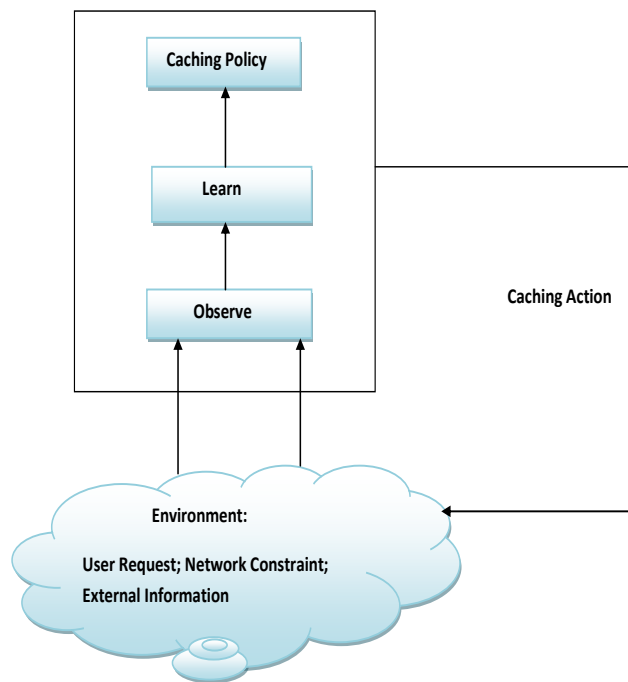 Caching Policy
Learn
Observe
Caching Action
Environment:
User Request; Network Constraint;
External Information